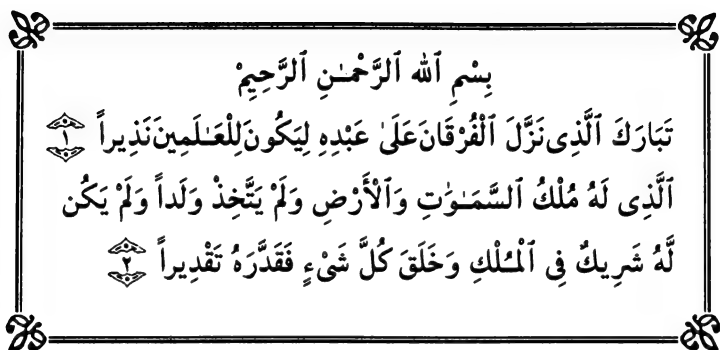 بِسْمِ ٱللهِ ٱلرَّحْمَـٰنِ ٱلرَّحِيمِْ
تَبَارَكَ ٱلَّذِى نَزَّلَ ٱلْفُرْقَانَ عَلَىٰ عَبْدِهِ لِيَكُونَ لِلْعَـٰلَمِينَ نَذِيراً ١
ٱلَّذِى لَهُ مُلْكُ ٱلسَّمَـٰوَٰتِ وَٱلْأَرْضِ وَلَمْ يَتَّخِذْ وَلَداً وَلَمْ يَكُن
لَّهُ شَرِيكٌ فِى ٱلْمُلْكِ وَخَلَقَ كُلَّ شَىْءٍ فَقَدَّرَهُ تَقْدِيراً ٢